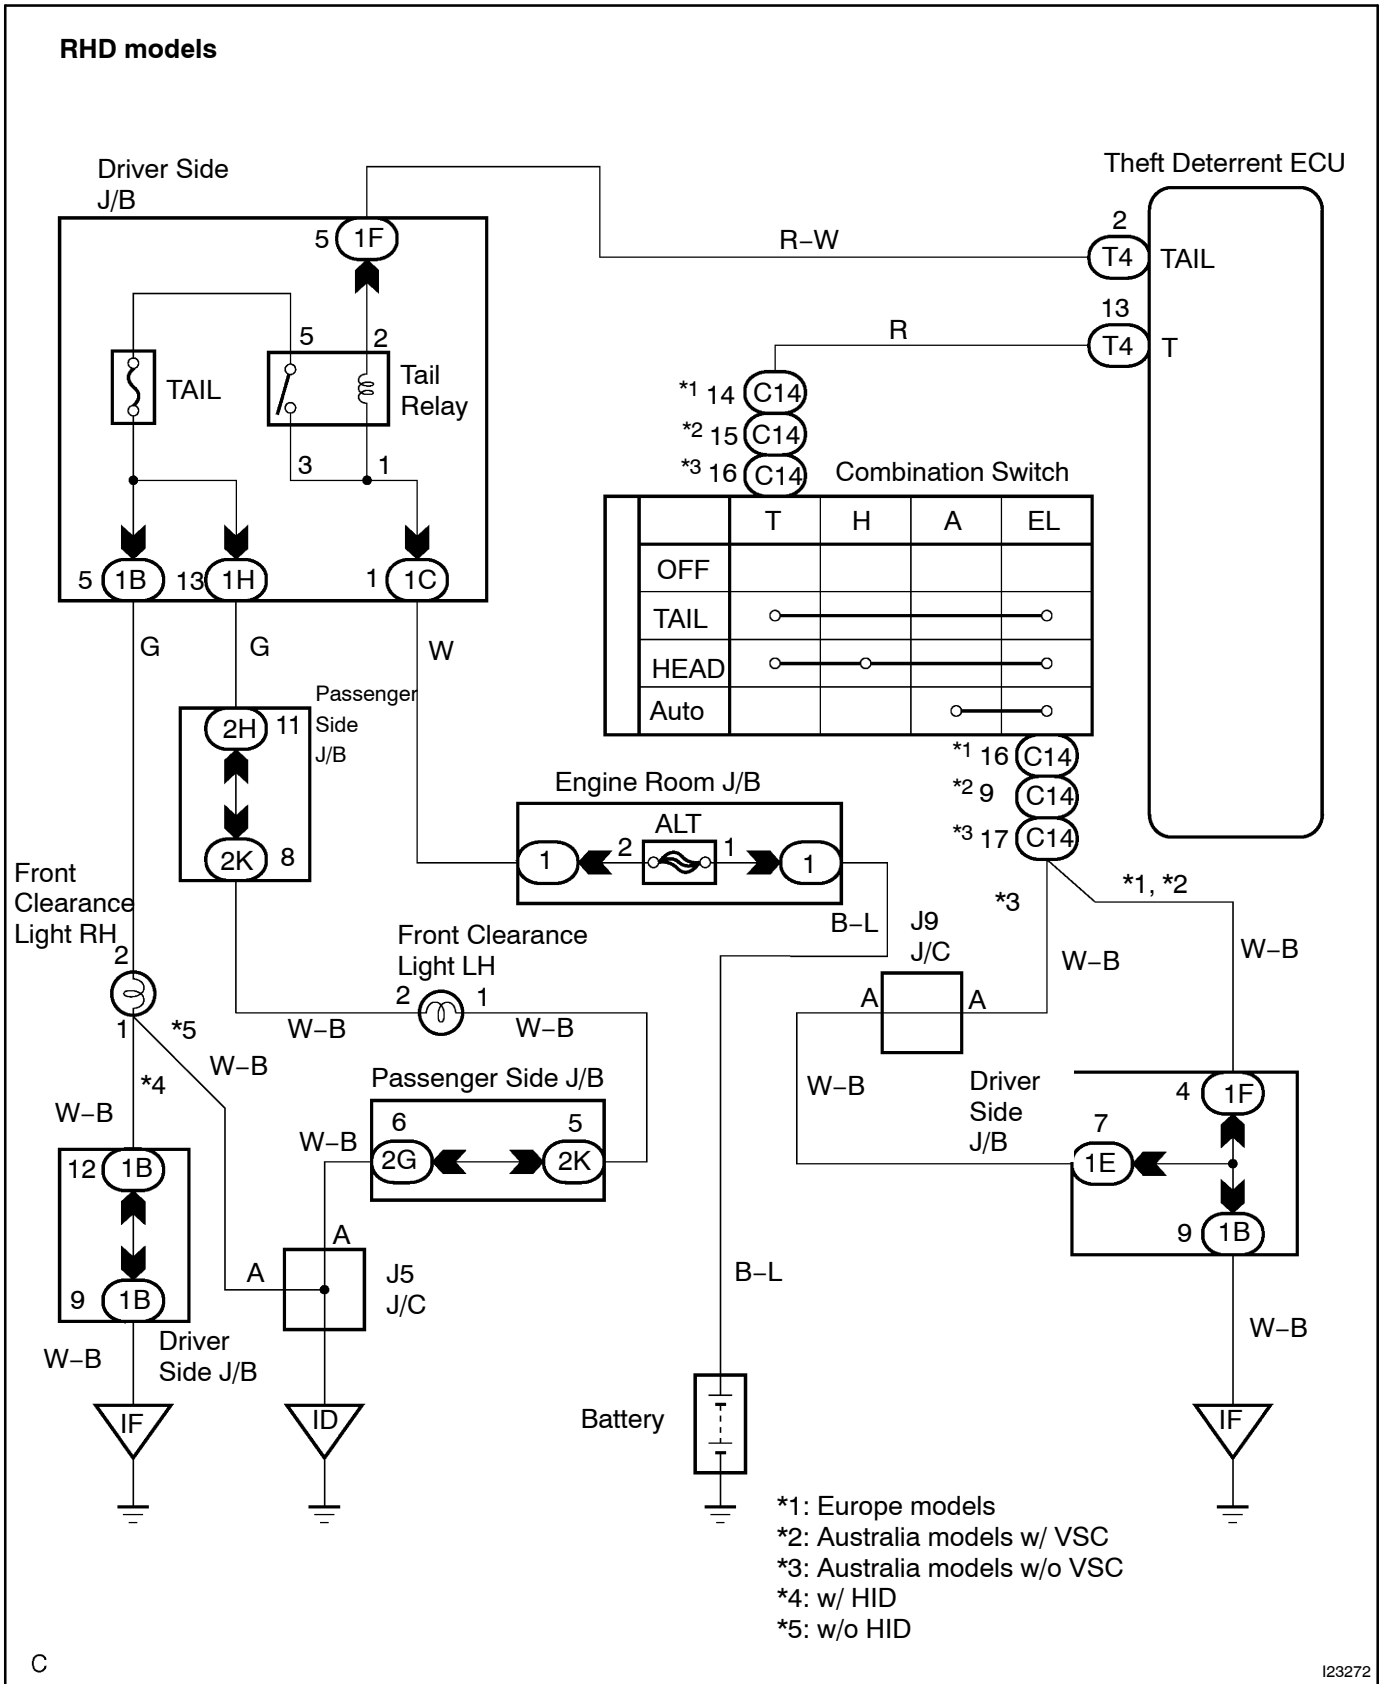 RHD models
Driver Side
J/B
Theft Deterrent ECU
5 1F
R–W
2
T4 TAIL
13
T4 T
R
5
2
TAIL
Tail
Relay
3
1
*1 14 C14
*2 15 C14
*3 16 C14
Combination Switch
T H A EL
OFF
TAIL
HEAD
Auto
5 1B
13 1H
1 1C
G
G
W
Passenger
Side
J/B
2H 11
2K 8
*1 16 C14
*2 9 C14
*3 17 C14
Engine Room J/B
ALT
1 2 1 1
*3
*1, *2
B–L
J9
J/C
W–B
W–B
A A
Front
Clearance
Light RH
2
1
*5
*4
W–B
W–B
Front Clearance
Light LH
2 1
W–B W–B
Passenger Side J/B
6 5
2G 2K
W–B
W–B
Driver
Side
J/B
4 1F
7
1E
9 1B
12 1B
9 1B
Driver
Side J/B
W–B
A
A
J5
J/C
B–L
W–B
IF
ID
Battery
IF
*1: Europe models
*2: Australia models w/ VSC
*3: Australia models w/o VSC
*4: w/ HID
*5: w/o HID
C
I23272